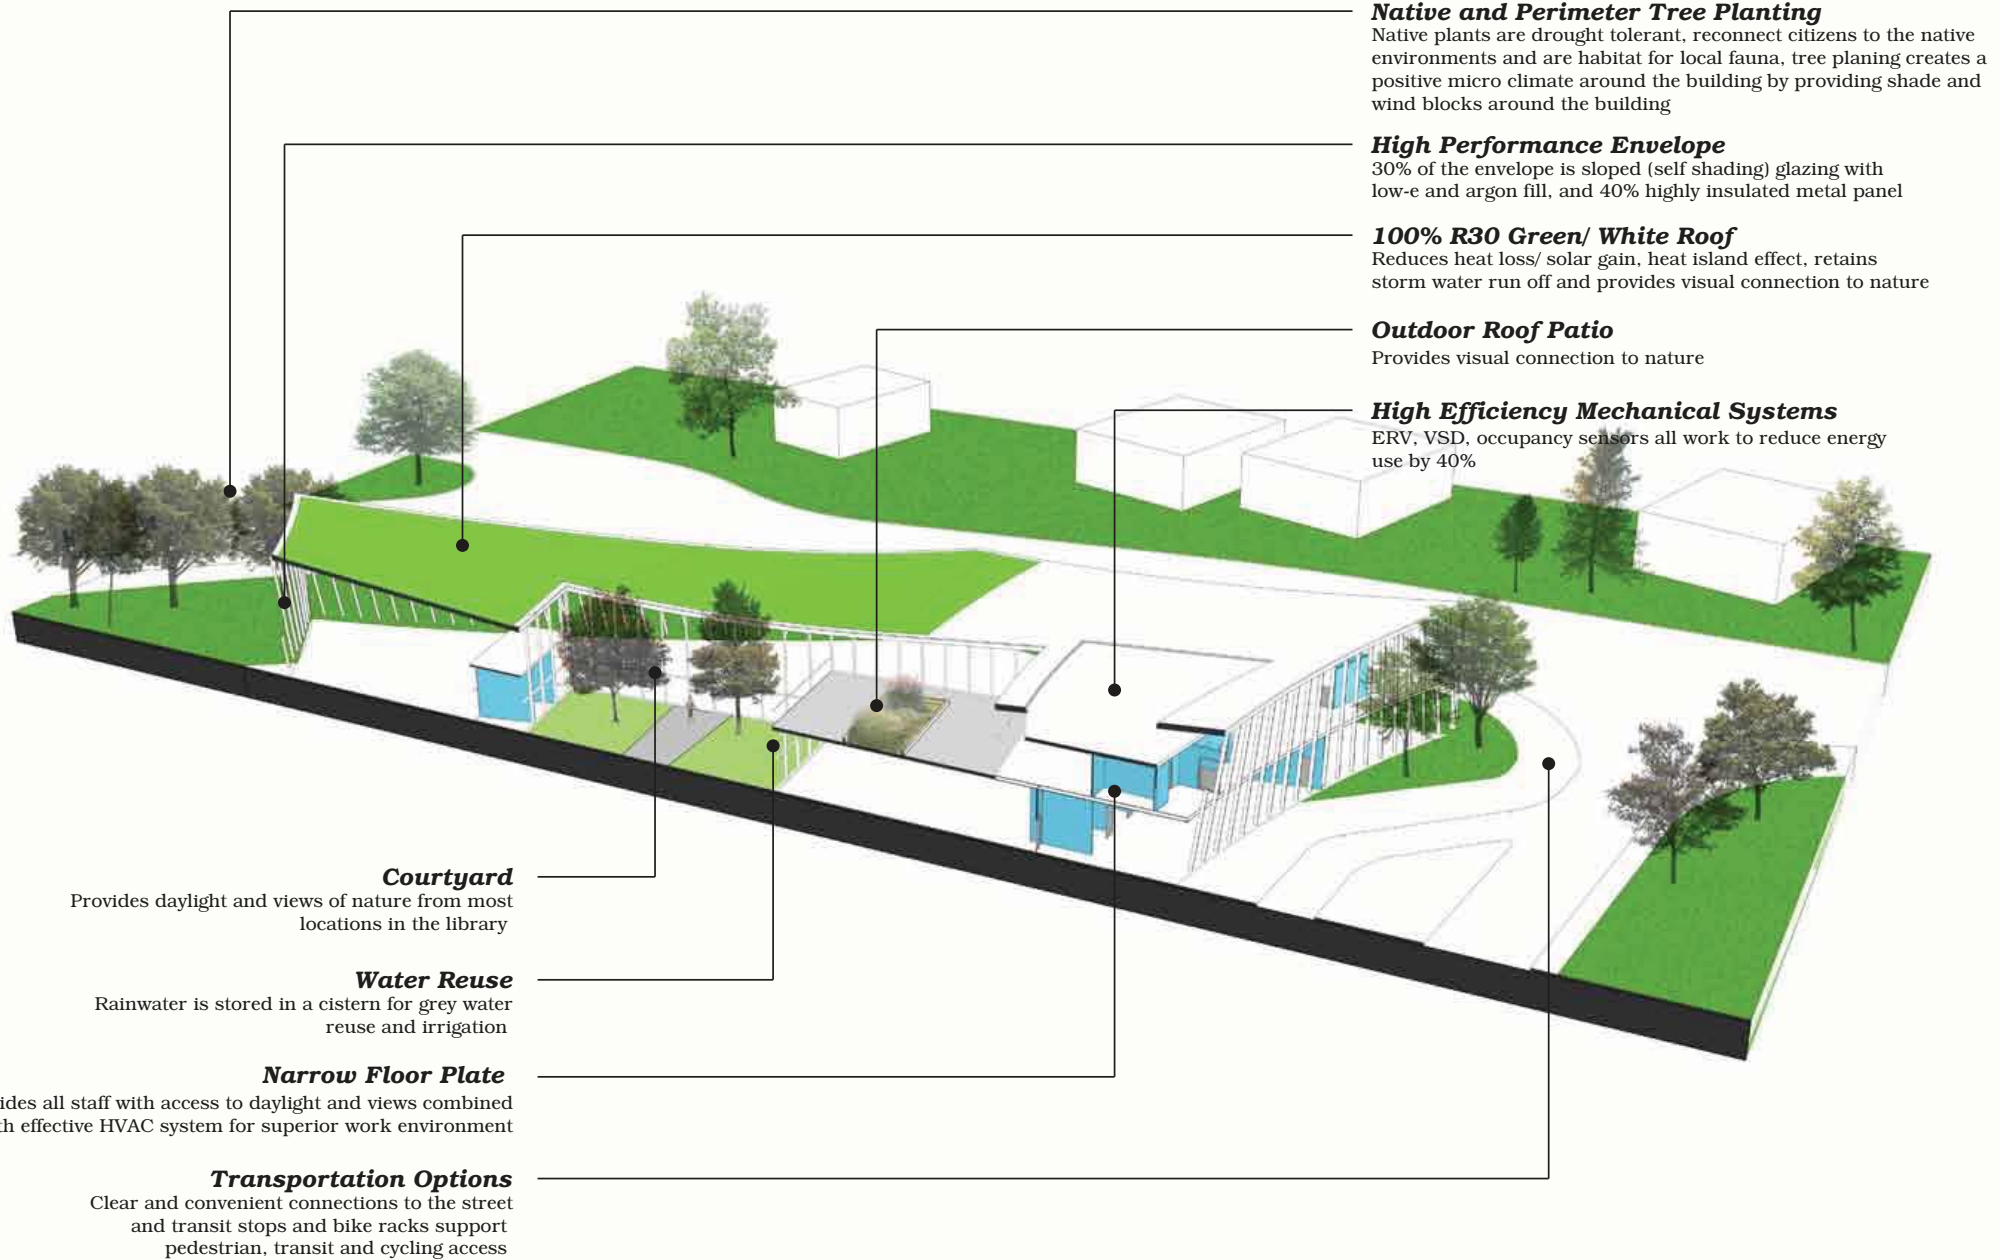 Native and Perimeter Tree Planting
Native plants are drought tolerant, reconnect citizens to the native
environments and are habitat for local fauna, tree planing creates a
positive micro climate around the building by providing shade and
wind blocks around the building
High Performance Envelope
30% of the envelope is sloped (self shading) glazing with
low-e and argon fill, and 40% highly insulated metal panel
100% R30 Green/ White Roof
Reduces heat loss/ solar gain, heat island effect, retains
storm water run off and provides visual connection to nature
Outdoor Roof Patio
Provides visual connection to nature
High Efficiency Mechanical Systems
ERV, VSD, occupancy sensors all work to reduce energy
use by 40%
Courtyard
Provides daylight and views of nature from most
locations in the library
Water Reuse
Rainwater is stored in a cistern for grey water
reuse and irrigation
Narrow Floor Plate
ides all staff with access to daylight and views combined
th effective HVAC system for superior work environment
Transportation Options
Clear and convenient connections to the street
and transit stops and bike racks support
pedestrian, transit and cycling access